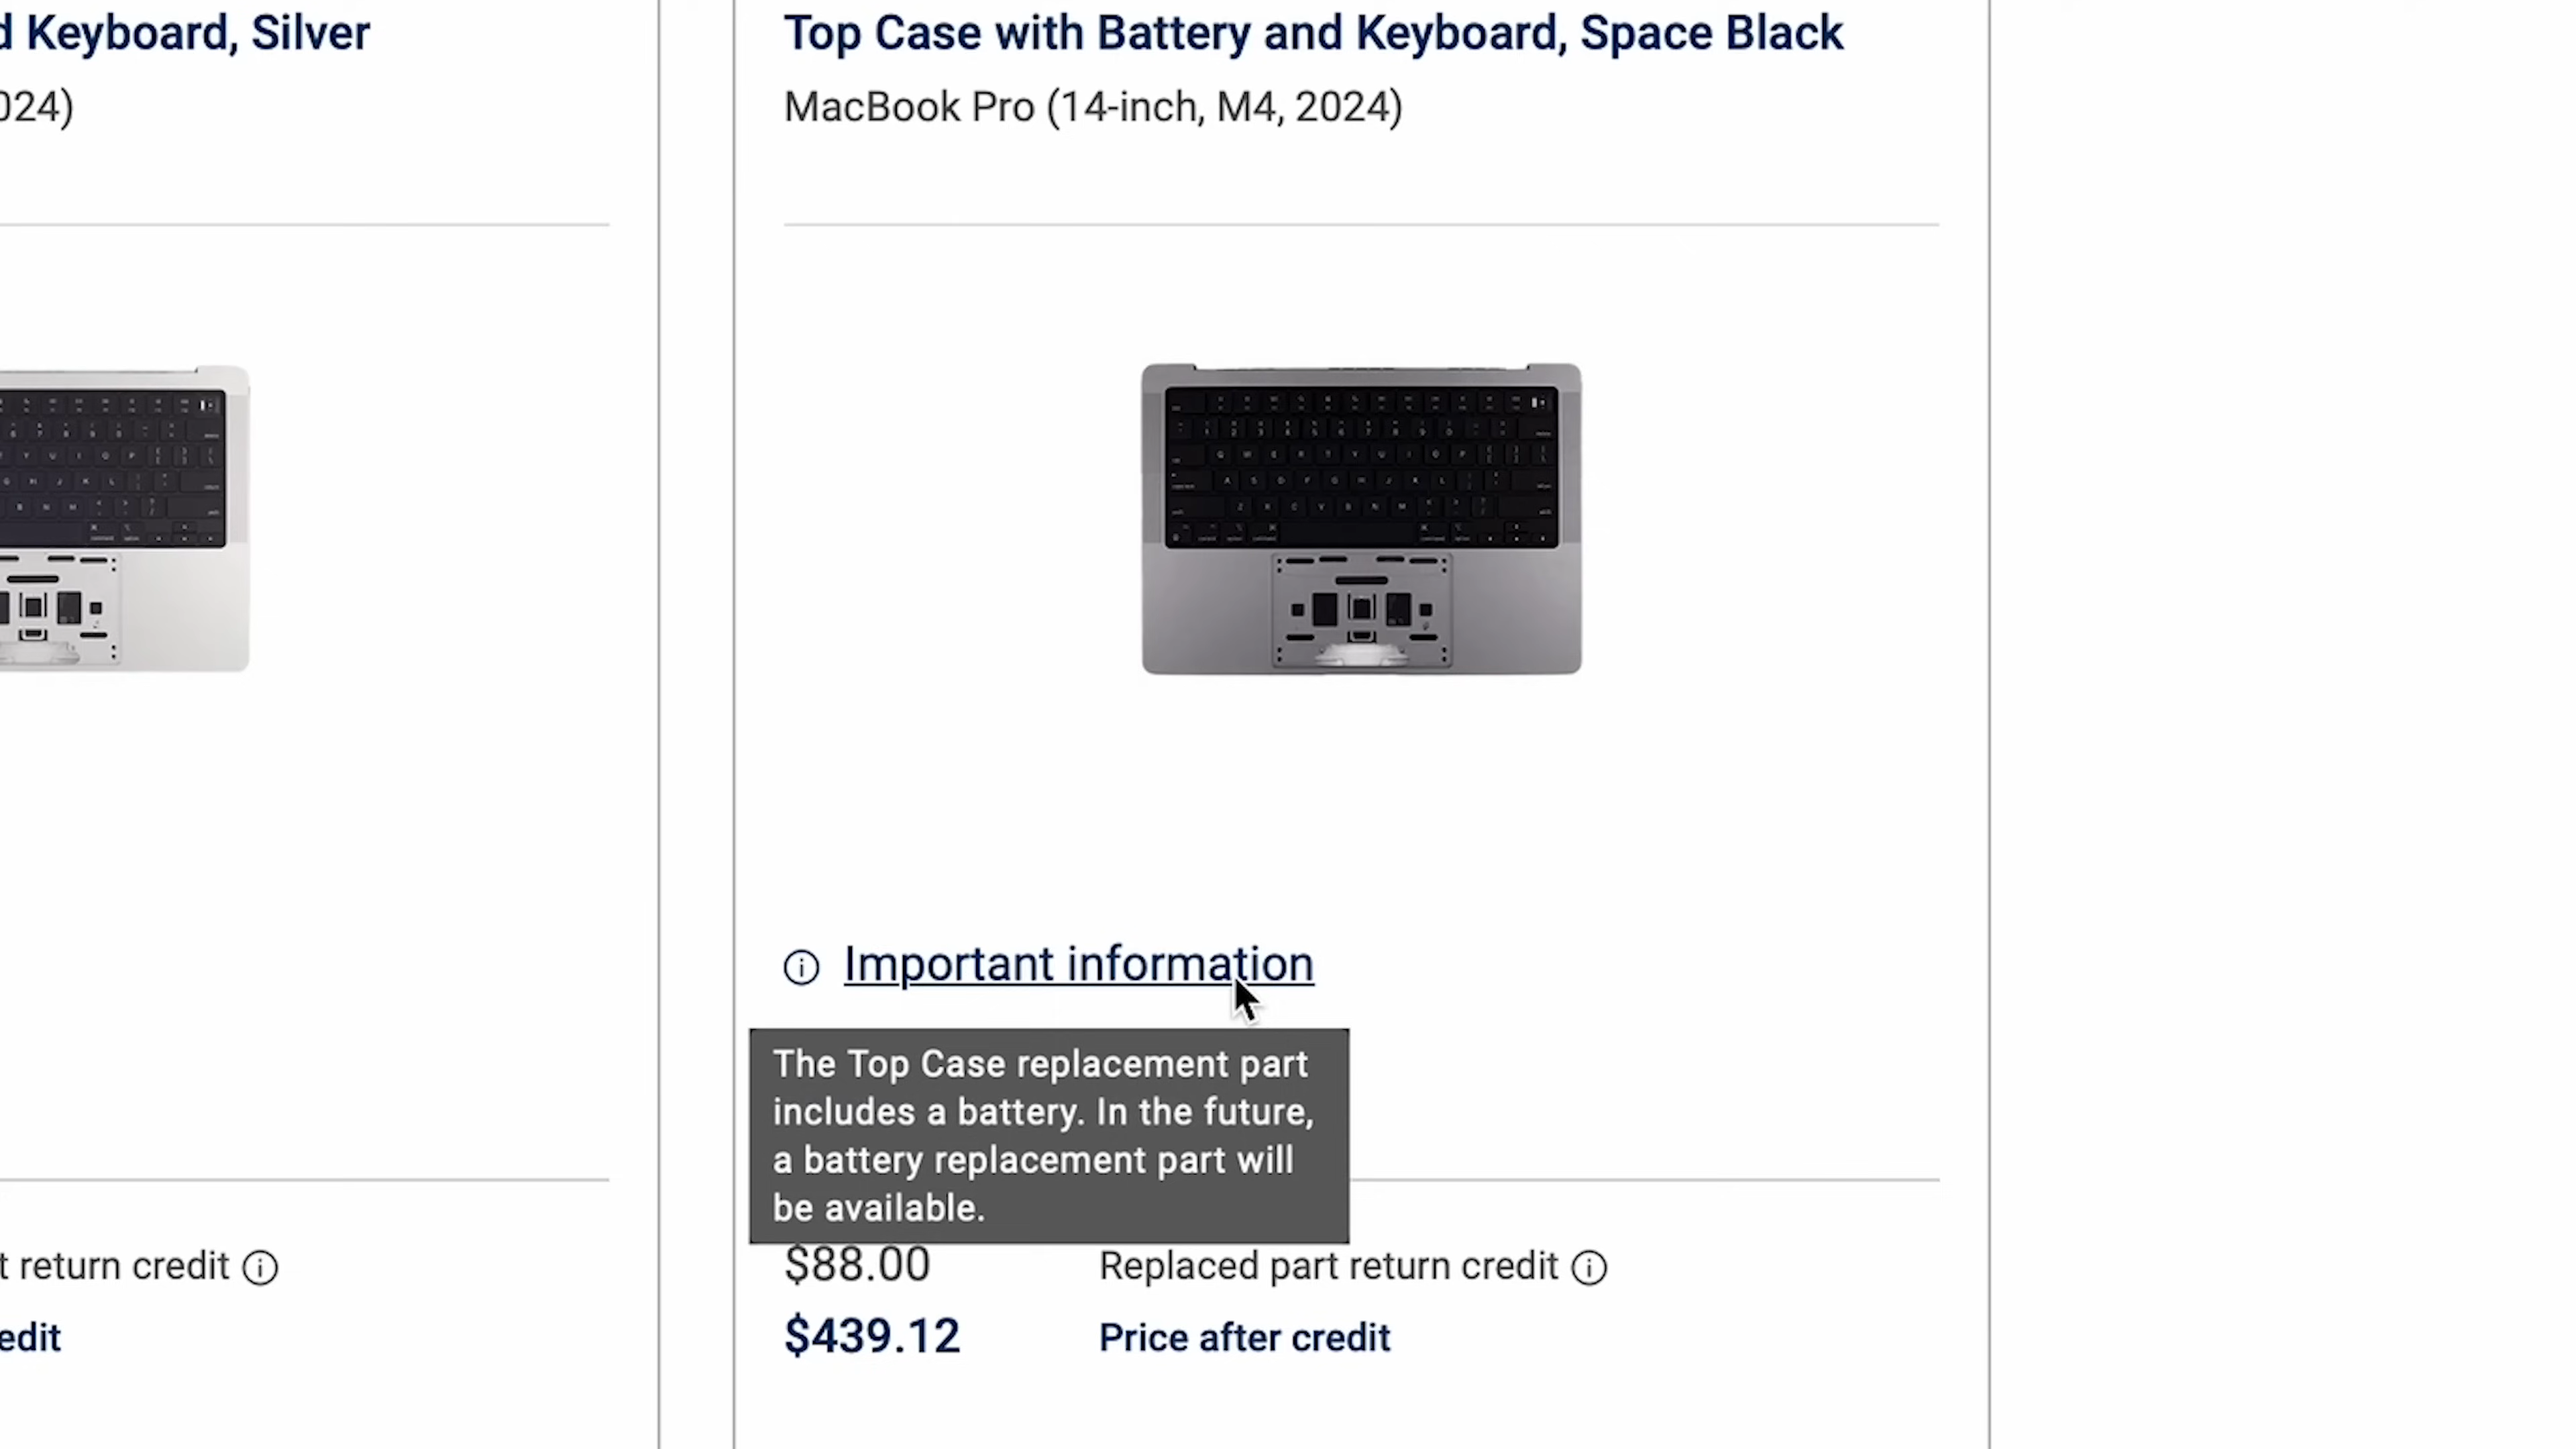 d Keyboard, Silver
024)
t return credit
edit
Top Case with Battery and Keyboard, Space Black
MacBook Pro (14-inch, M4, 2024)
Important information
The Top Case replacement part
includes a battery. In the future,
a battery replacement part will
be available.
$88.00 Replaced part return credit
$439.12 Price after credit